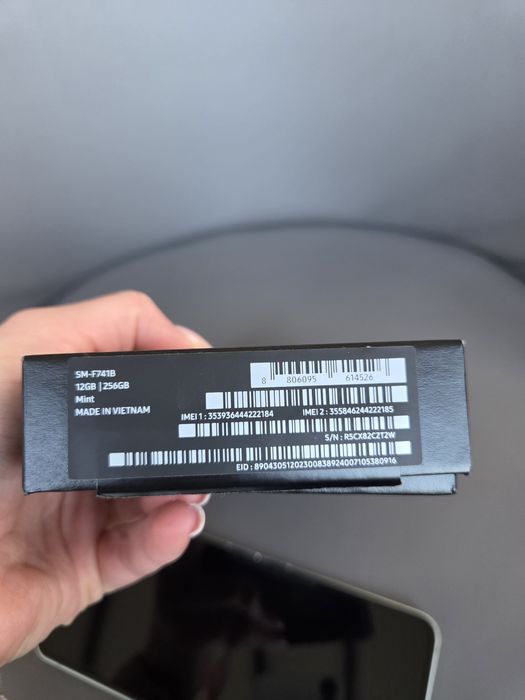 SM-F741B
12GB | 256GB
Mint
MADE IN VIETNAM
8 806095 614526
IMEI 1 : 353936444222184 IMEI 2 : 355846244222185
S/N : R5CX82CZT2W
EID : 89043051202300838924007105380916